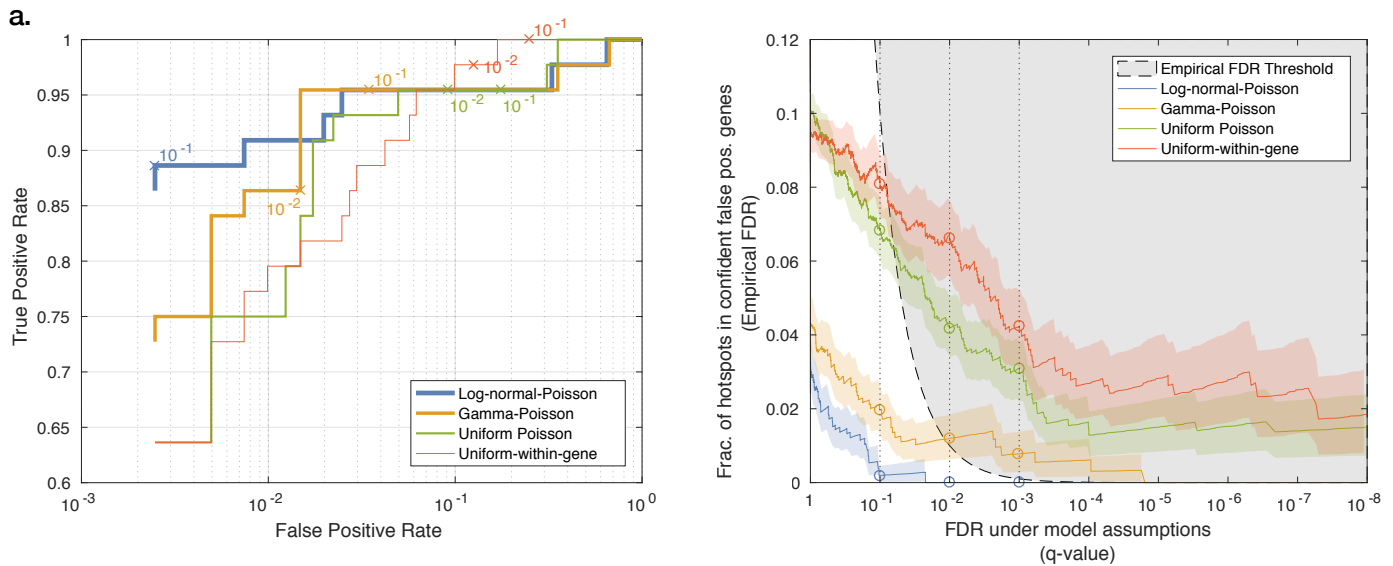 a.
True Positive Rate
1
0.95
0.9
0.85
0.8
0.75
0.7
0.65
0.6
10^-3
10^-2
10^-1
10^0
False Positive Rate
10^-1
10^-1
10^-2
10^-1
10^-2
10^-2
10^-1
Log-normal-Poisson
Gamma-Poisson
Uniform Poisson
Uniform-within-gene
Frac. of hotspots in confident false pos. genes
(Empirical FDR)
0.12
0.1
0.08
0.06
0.04
0.02
0
1
10^-1
10^-2
10^-3
10^-4
10^-5
10^-6
10^-7
10^-8
FDR under model assumptions
(q-value)
Empirical FDR Threshold
Log-normal-Poisson
Gamma-Poisson
Uniform Poisson
Uniform-within-gene